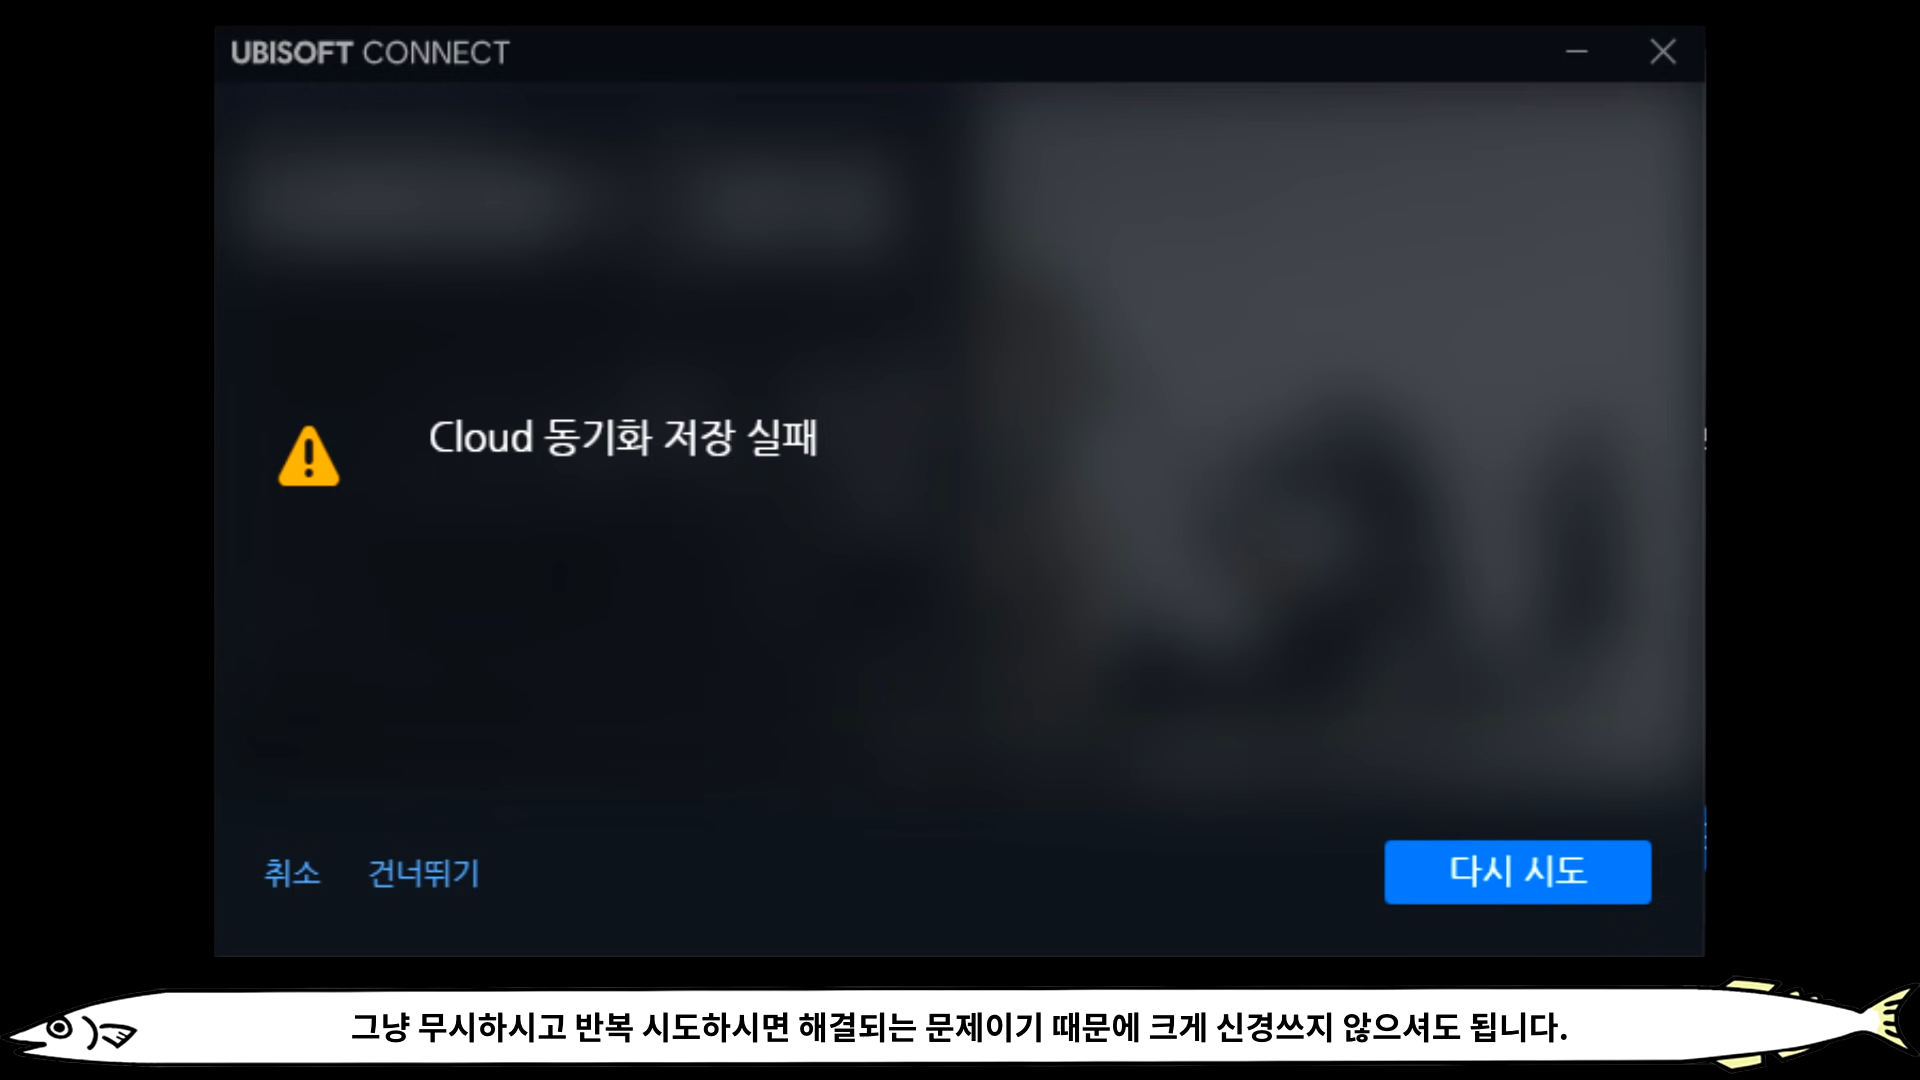 UBISOFT CONNECT
Cloud 동기화 저장 실패
취소 건너뛰기
다시 시도
그냥 무시하시고 반복 시도하시면 해결되는 문제이기 때문에 크게 신경쓰지 않으셔도 됩니다.